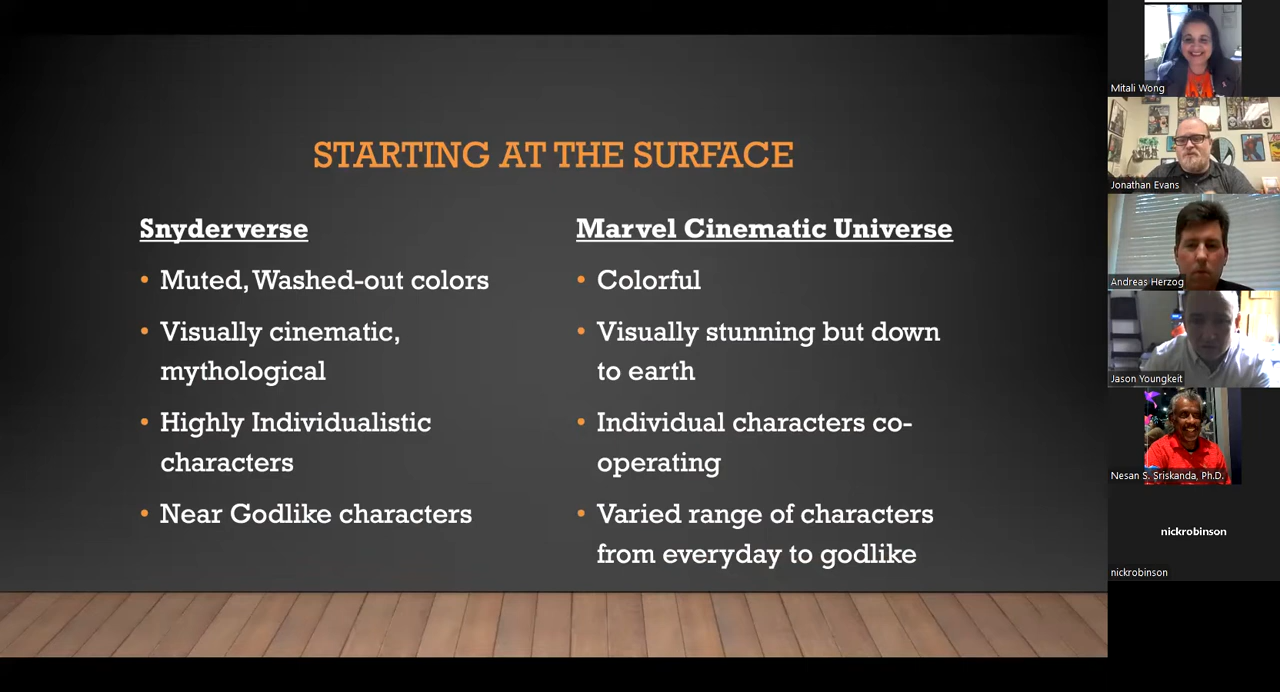 STARTING AT THE SURFACE
Snyderverse
• Muted, Washed-out colors
• Visually cinematic,
mythological
• Highly Individualistic
characters
• Near Godlike characters
Marvel Cinematic Universe
• Colorful
• Visually stunning but down
to earth
• Individual characters co-
operating
• Varied range of characters
from everyday to godlike
Mitali Wong
Jonathan Evans
Andreas Herzog
Jason Youngkeit
Nesan S. Sriskanda, Ph.D.
nickrobinson
nickrobinson